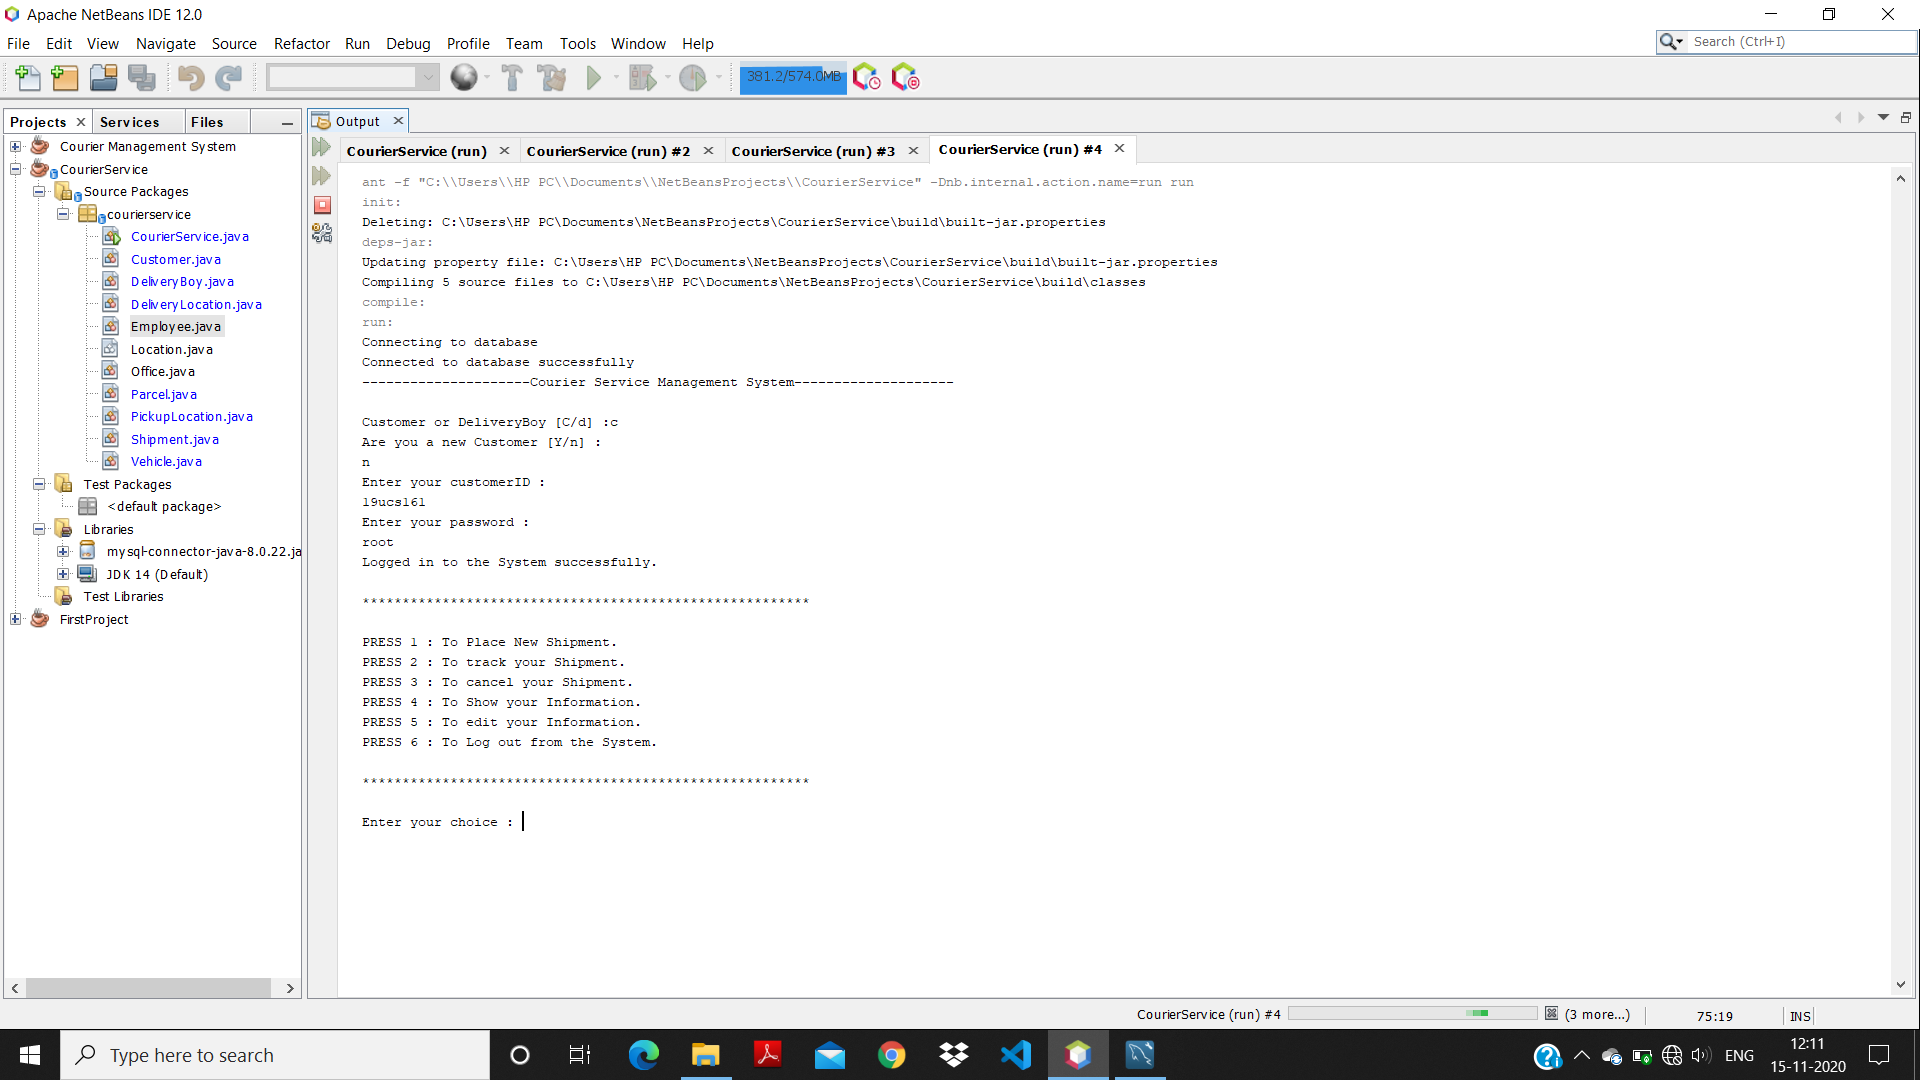 Apache NetBeans IDE 12.0
File Edit View Navigate Source Refactor Run Debug Profile Team Tools Window Help
Search (Ctrl+I)
381.2/574.0MB
Projects Services Files
Output
Courier Management System
CourierService
Source Packages
courierservice
CourierService.java
Customer.java
DeliveryBoy.java
DeliveryLocation.java
Employee.java
Location.java
Office.java
Parcel.java
PickupLocation.java
Shipment.java
Vehicle.java
Test Packages
<default package>
Libraries
mysql-connector-java-8.0.22.ja
JDK 14 (Default)
Test Libraries
FirstProject
CourierService (run) CourierService (run) #2 CourierService (run) #3 CourierService (run) #4
ant -f "C:\\Users\\HP PC\\Documents\\NetBeansProjects\\CourierService" -Dnb.internal.action.name=run run
init:
Deleting: C:\Users\HP PC\Documents\NetBeansProjects\CourierService\build\built-jar.properties
deps-jar:
Updating property file: C:\Users\HP PC\Documents\NetBeansProjects\CourierService\build\built-jar.properties
Compiling 5 source files to C:\Users\HP PC\Documents\NetBeansProjects\CourierService\build\classes
compile:
run:
Connecting to database
Connected to database successfully
---------------------Courier Service Management System--------------------
Customer or DeliveryBoy [C/d] :c
Are you a new Customer [Y/n] :
n
Enter your customerID :
19ucs161
Enter your password :
root
Logged in to the System successfully.
********************************************************
PRESS 1 : To Place New Shipment.
PRESS 2 : To track your Shipment.
PRESS 3 : To cancel your Shipment.
PRESS 4 : To Show your Information.
PRESS 5 : To edit your Information.
PRESS 6 : To Log out from the System.
********************************************************
Enter your choice :
CourierService (run) #4 (3 more...) 75:19 INS
Type here to search
ENG
12:11
15-11-2020